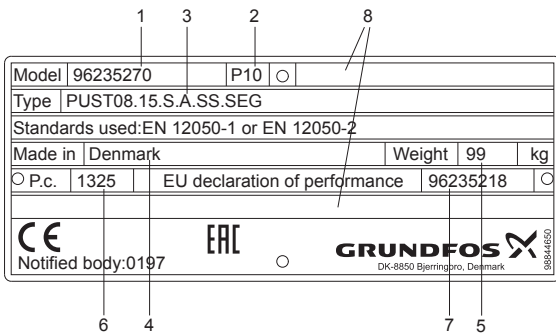 1 3 2 8
Model 96235270 P10
Type PUST08.15.S.A.SS.SEG
Standards used:EN 12050-1 or EN 12050-2
Made in Denmark Weight 99 kg
P.c. 1325 EU declaration of performance 96235218
CE EAC GRUNDFOS
Notified body:0197 DK-8850 Bjerringbro, Denmark
98844650
6 4 7 5